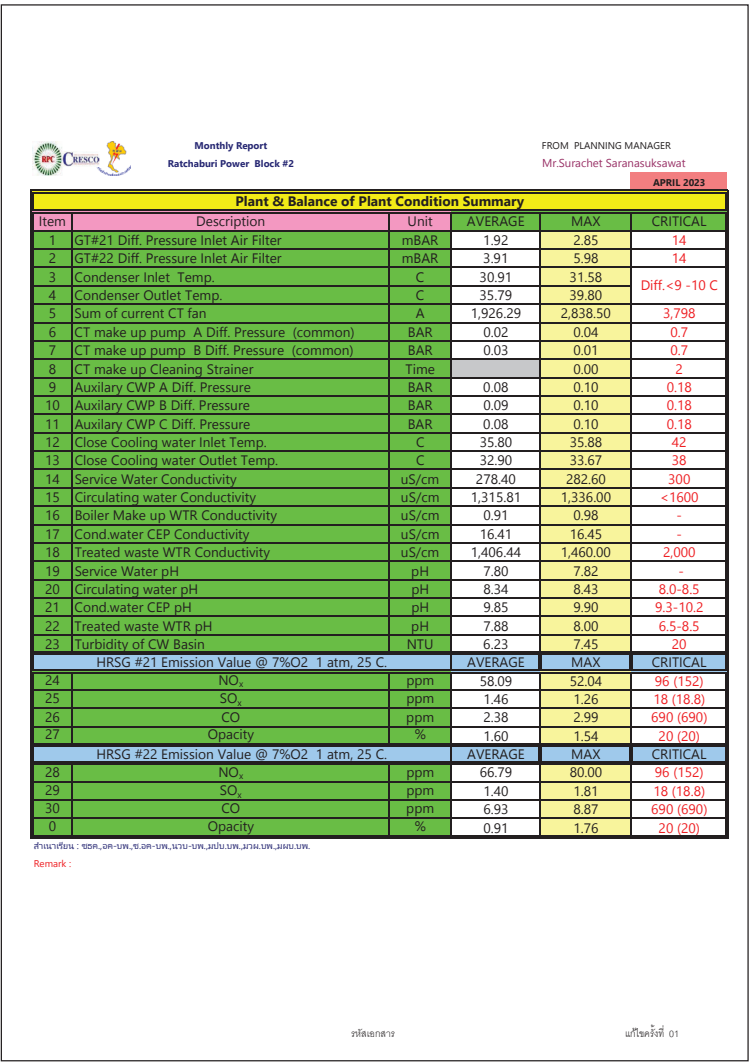 RPC CRESCO
Monthly Report
Ratchaburi Power Block #2
FROM PLANNING MANAGER
Mr.Surachet Saranasuksawat
APRIL 2023
Plant & Balance of Plant Condition Summary
Item Description Unit AVERAGE MAX CRITICAL
1 GT#21 Diff. Pressure Inlet Air Filter mBAR 1.92 2.85 14
2 GT#22 Diff. Pressure Inlet Air Filter mBAR 3.91 5.98 14
3 Condenser Inlet Temp. C 30.91 31.58 Diff.<9 -10 C
4 Condenser Outlet Temp. C 35.79 39.80
5 Sum of current CT fan A 1,926.29 2,838.50 3,798
6 CT make up pump A Diff. Pressure (common) BAR 0.02 0.04 0.7
7 CT make up pump B Diff. Pressure (common) BAR 0.03 0.01 0.7
8 CT make up Cleaning Strainer Time 0.00 2
9 Auxilary CWP A Diff. Pressure BAR 0.08 0.10 0.18
10 Auxilary CWP B Diff. Pressure BAR 0.09 0.10 0.18
11 Auxilary CWP C Diff. Pressure BAR 0.08 0.10 0.18
12 Close Cooling water Inlet Temp. C 35.80 35.88 42
13 Close Cooling water Outlet Temp. C 32.90 33.67 38
14 Service Water Conductivity uS/cm 278.40 282.60 300
15 Circulating water Conductivity uS/cm 1,315.81 1,336.00 <1600
16 Boiler Make up WTR Conductivity uS/cm 0.91 0.98 -
17 Cond.water CEP Conductivity uS/cm 16.41 16.45 -
18 Treated waste WTR Conductivity uS/cm 1,406.44 1,460.00 2,000
19 Service Water pH pH 7.80 7.82 -
20 Circulating water pH pH 8.34 8.43 8.0-8.5
21 Cond.water CEP pH pH 9.85 9.90 9.3-10.2
22 Treated waste WTR pH pH 7.88 8.00 6.5-8.5
23 Turbidity of CW Basin NTU 6.23 7.45 20
HRSG #21 Emission Value @ 7%O2 1 atm, 25 C. AVERAGE MAX CRITICAL
24 NOₓ ppm 58.09 52.04 96 (152)
25 SOₓ ppm 1.46 1.26 18 (18.8)
26 CO ppm 2.38 2.99 690 (690)
27 Opacity % 1.60 1.54 20 (20)
HRSG #22 Emission Value @ 7%O2 1 atm, 25 C. AVERAGE MAX CRITICAL
28 NOₓ ppm 66.79 80.00 96 (152)
29 SOₓ ppm 1.40 1.81 18 (18.8)
30 CO ppm 6.93 8.87 690 (690)
0 Opacity % 0.91 1.76 20 (20)
สำเนาเรียน :
Remark :
รหัสเอกสาร แก้ไขครั้งที่ 01